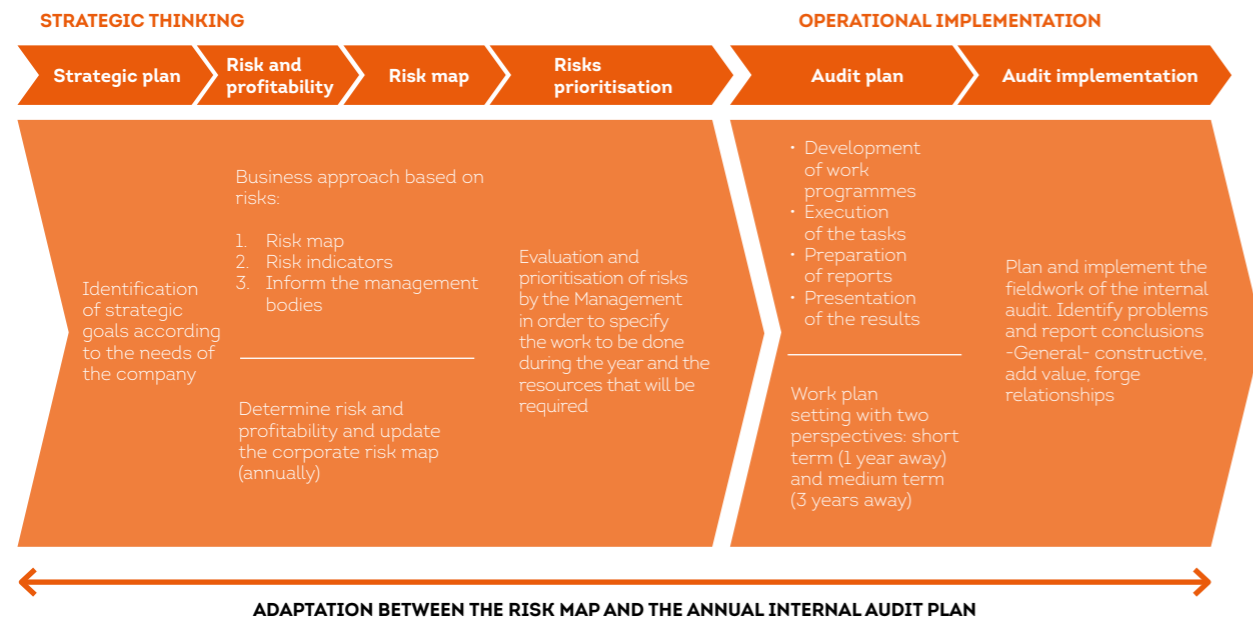 STRATEGIC THINKING
OPERATIONAL IMPLEMENTATION
Strategic plan
Risk and
profitability
Risk map
Risks
prioritisation
Audit plan
Audit implementation
Identification
of strategic
goals according
to the needs of
the company
Business approach based on
risks:
1. Risk map
2. Risk indicators
3. Inform the management
bodies
Determine risk and
profitability and update
the corporate risk map
(annually)
Evaluation and
prioritisation of risks
by the Management
in order to specify
the work to be done
during the year and the
resources that will be
required
• Development
of work
programmes
• Execution
of the tasks
• Preparation
of reports
• Presentation
of the results
Work plan
setting with two
perspectives: short
term (1 year away)
and medium term
(3 years away)
Plan and implement the
fieldwork of the internal
audit. Identify problems
and report conclusions
-General- constructive,
add value, forge
relationships
ADAPTATION BETWEEN THE RISK MAP AND THE ANNUAL INTERNAL AUDIT PLAN